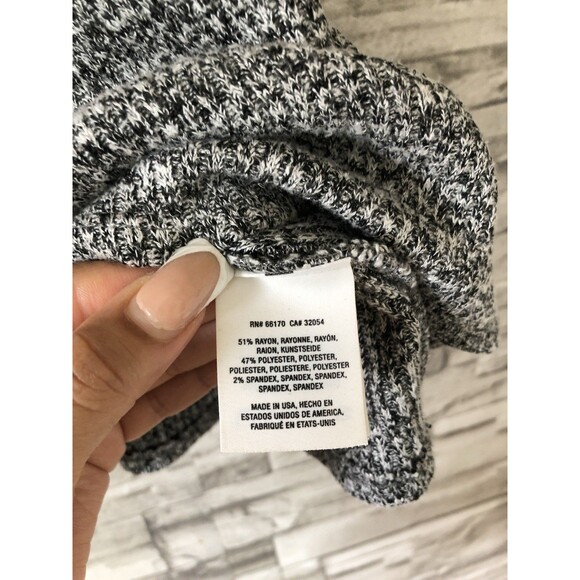 RN# 66170 CA# 32054
51% RAYON, RAYONNE, RAYÓN,
RAION, KUNSTSEIDE
47% POLYESTER, POLYESTER,
POLIESTER, POLIESTERE, POLYESTER
2% SPANDEX, SPANDEX, SPANDEX,
SPANDEX, SPANDEX
MADE IN USA, HECHO EN
ESTADOS UNIDOS DE AMERICA,
FABRIQUÉ EN ETATS-UNIS